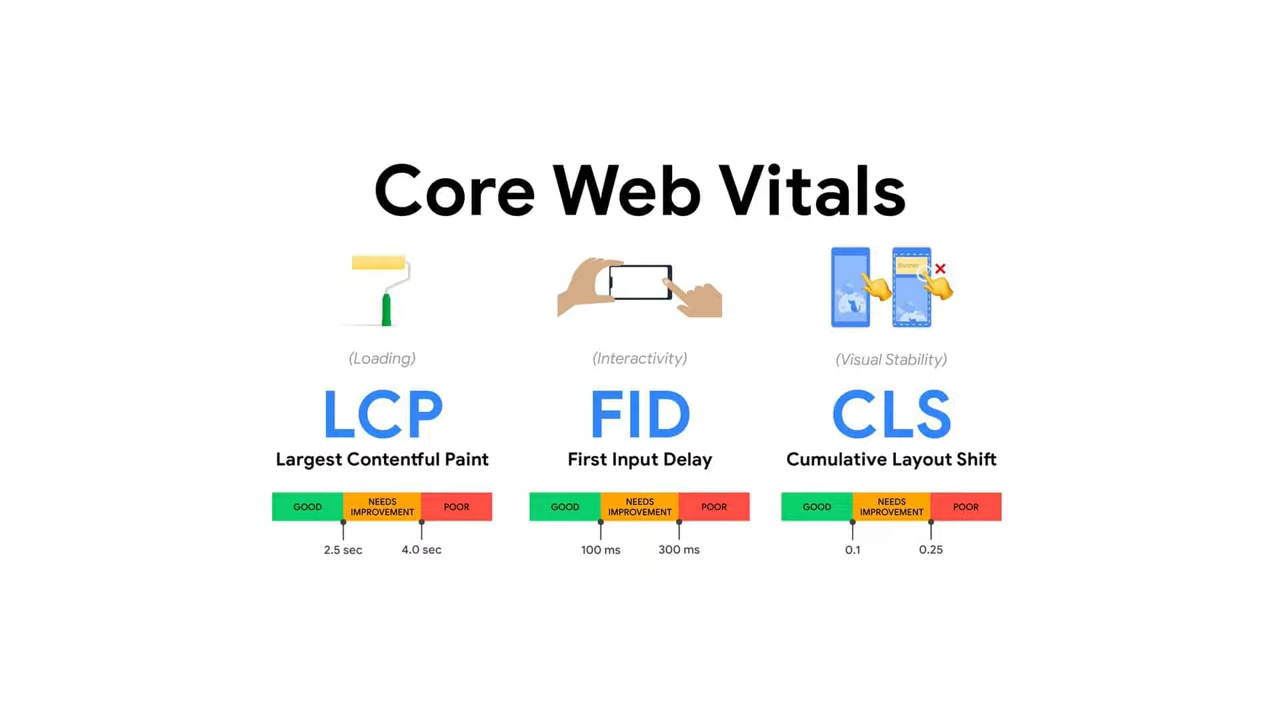 Core Web Vitals
Banner
(Loading)
(Interactivity)
(Visual Stability)
LCP
FID
CLS
Largest Contentful Paint
First Input Delay
Cumulative Layout Shift
GOOD
NEEDS
IMPROVEMENT
POOR
GOOD
NEEDS
IMPROVEMENT
POOR
GOOD
NEEDS
IMPROVEMENT
POOR
2.5 sec
4.0 sec
100 ms
300 ms
0.1
0.25